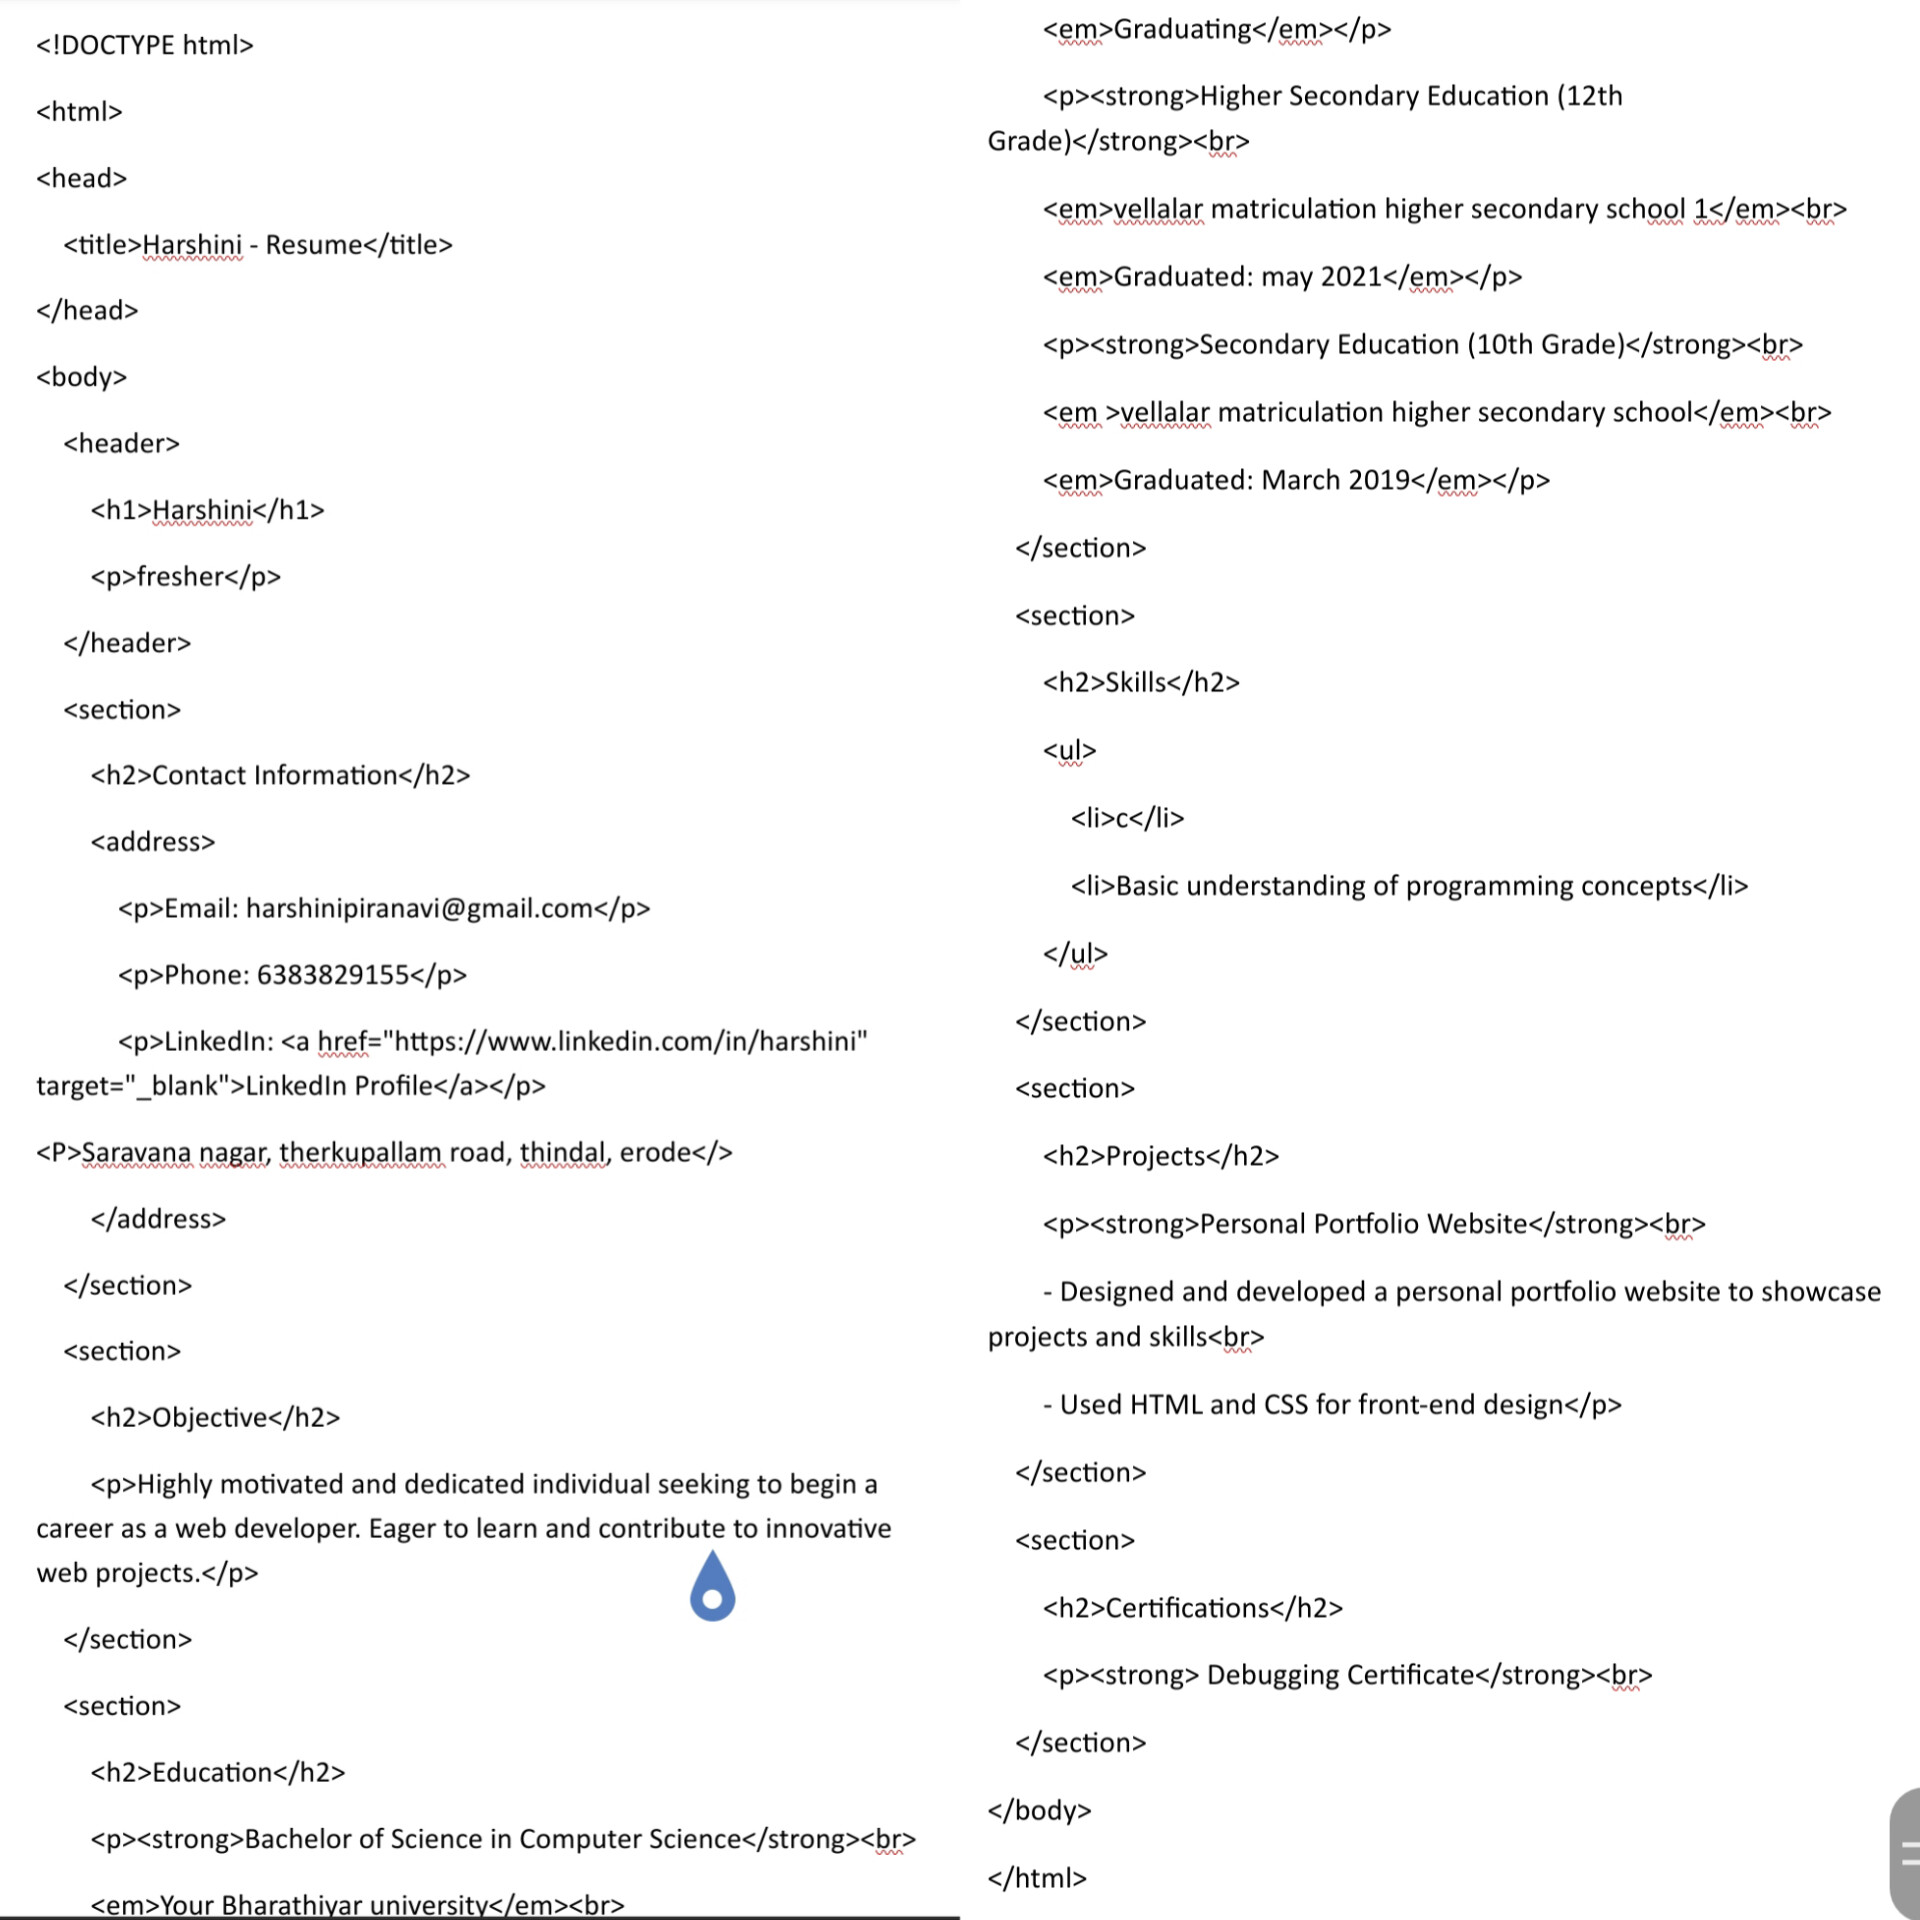 <!DOCTYPE html>
<html>
<head>
<title>Harshini - Resume</title>
</head>
<body>
<header>
<h1>Harshini</h1>
<p>fresher</p>
</header>
<section>
<h2>Contact Information</h2>
<address>
<p>Email: harshinipiranavi@gmail.com</p>
<p>Phone: 6383829155</p>
<p>LinkedIn: <a href="https://www.linkedin.com/in/harshini"
target="_blank">LinkedIn Profile</a></p>
<P>Saravana nagar, therkupallam road, thindal, erode</>
</address>
</section>
<section>
<h2>Objective</h2>
<p>Highly motivated and dedicated individual seeking to begin a
career as a web developer. Eager to learn and contribute to innovative
web projects.</p>
</section>
<section>
<h2>Education</h2>
<p><strong>Bachelor of Science in Computer Science</strong><br>
<em>Your Bharathiyar university</em><br>
<em>Graduating</em></p>
<p><strong>Higher Secondary Education (12th
Grade)</strong><br>
<em>vellalar matriculation higher secondary school 1</em><br>
<em>Graduated: may 2021</em></p>
<p><strong>Secondary Education (10th Grade)</strong><br>
<em >vellalar matriculation higher secondary school</em><br>
<em>Graduated: March 2019</em></p>
</section>
<section>
<h2>Skills</h2>
<ul>
<li>c</li>
<li>Basic understanding of programming concepts</li>
</ul>
</section>
<section>
<h2>Projects</h2>
<p><strong>Personal Portfolio Website</strong><br>
- Designed and developed a personal portfolio website to showcase
projects and skills<br>
- Used HTML and CSS for front-end design</p>
</section>
<section>
<h2>Certifications</h2>
<p><strong> Debugging Certificate</strong><br>
</section>
</body>
</html>